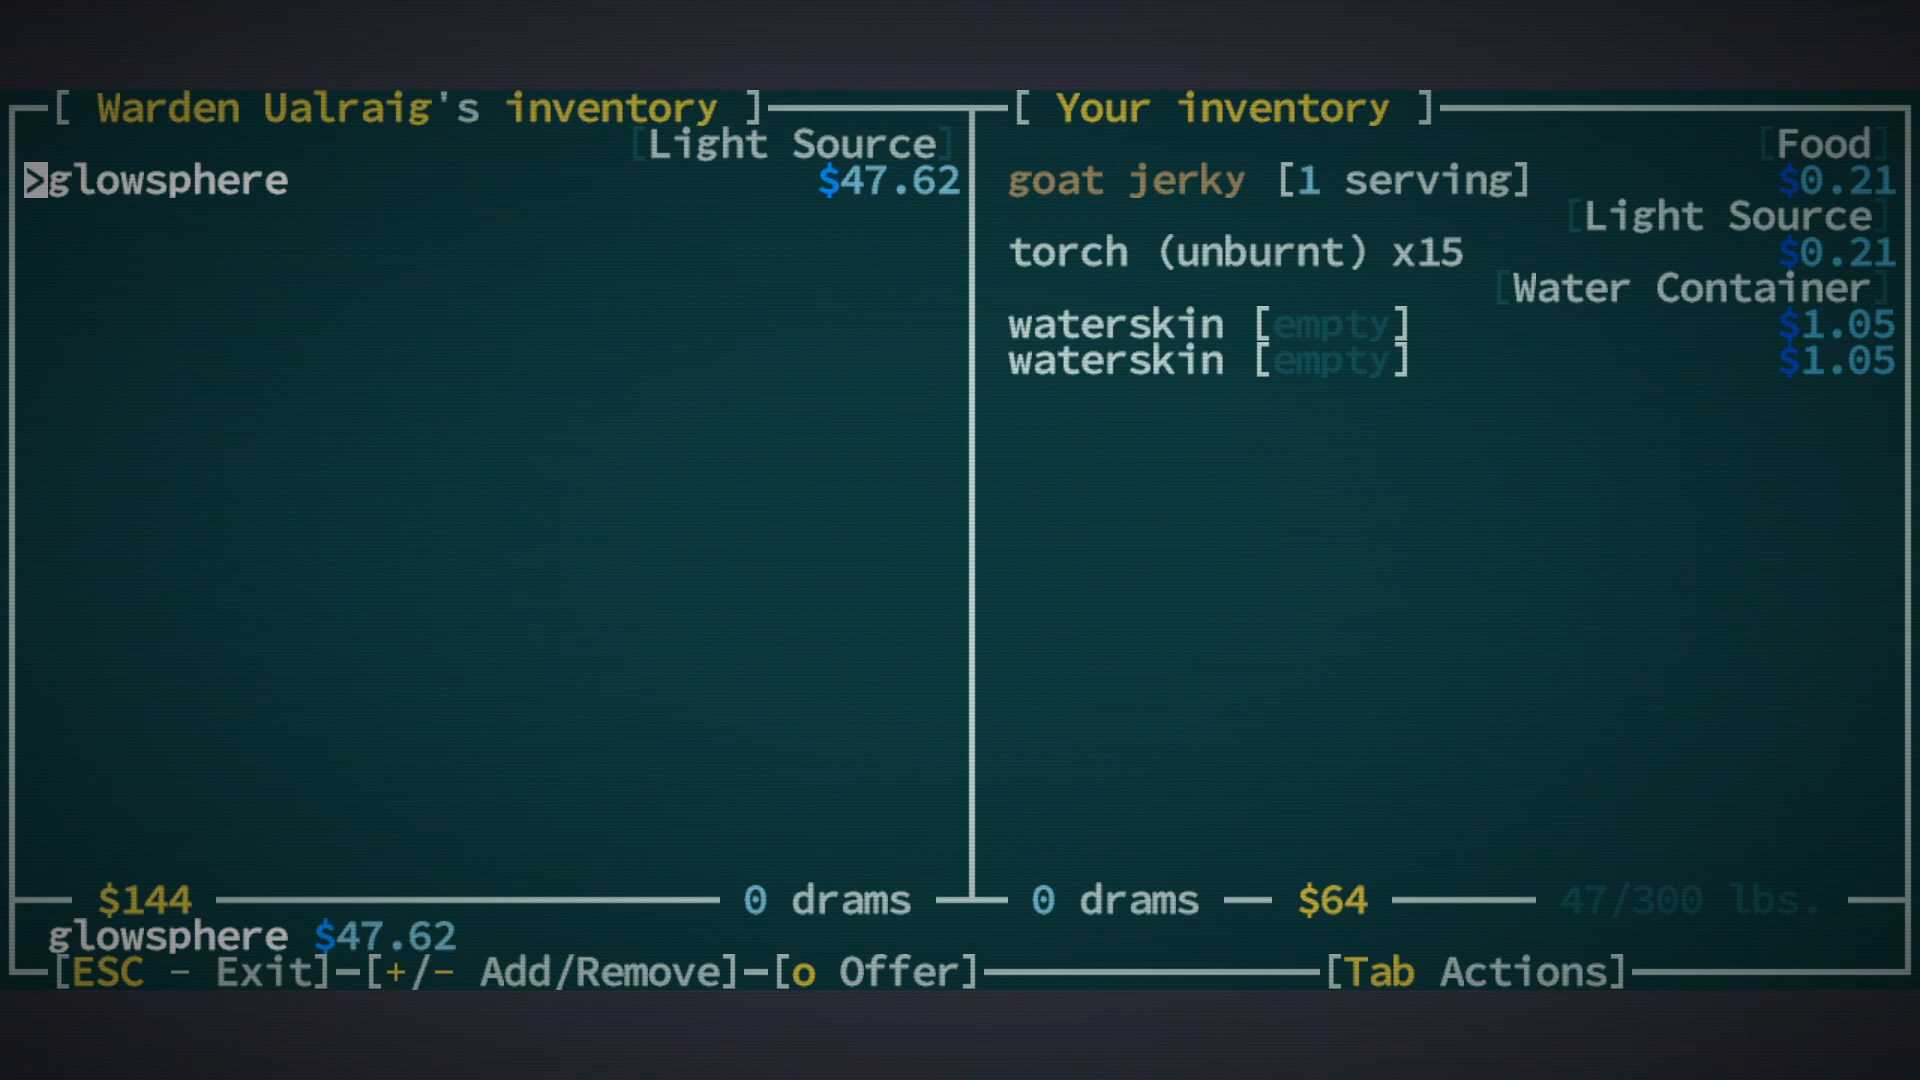 [ Warden Ualraig's inventory ] [ Your inventory ]
[Light Source] [Food]
>glowsphere $47.62 goat jerky [1 serving] $0.21
[Light Source]
torch (unburnt) x15 $0.21
[Water Container]
waterskin [empty] $1.05
waterskin [empty] $1.05
$144 0 drams 0 drams $64 47/300 lbs.
glowsphere $47.62
[ESC - Exit] [+/- Add/Remove] [o Offer] [Tab Actions]